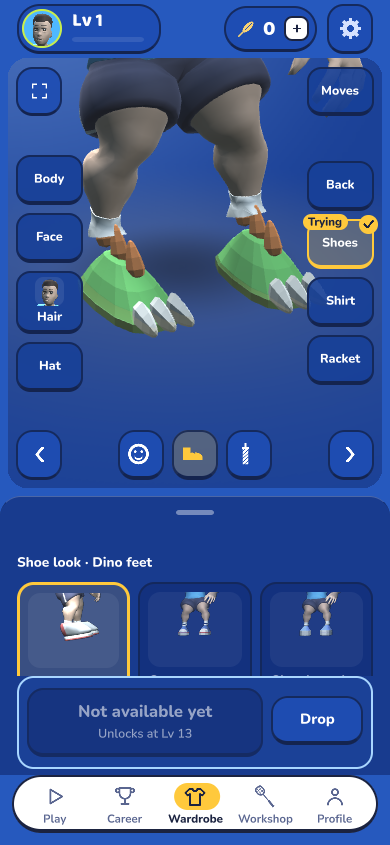 Lv 1
0
+
Moves
Body
Back
Face
Trying
Shoes
Hair
Shirt
Hat
Racket
Shoe look · Dino feet
Not available yet
Unlocks at Lv 13
Drop
Play
Career
Wardrobe
Workshop
Profile